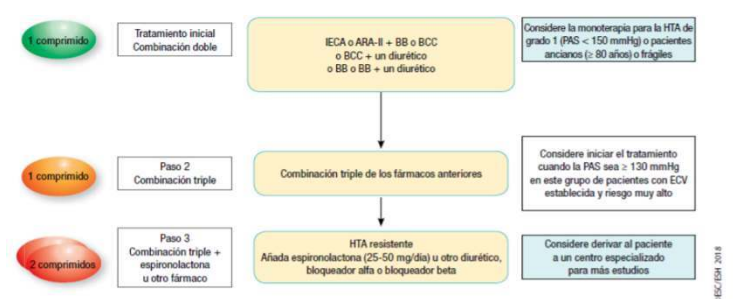 1 comprimido
Tratamiento inicial
Combinación doble
IECA o ARA-II + BB o BCC
o BCC + un diurético
o BB o BB + un diurético
Considere la monoterapia para la HTA de
grado 1 (PAS < 150 mmHg) o pacientes
ancianos (≥ 80 años) o frágiles
1 comprimido
Paso 2
Combinación triple
Combinación triple de los fármacos anteriores
Considere iniciar el tratamiento
cuando la PAS sea ≥ 130 mmHg
en este grupo de pacientes con ECV
establecida y riesgo muy alto
2 comprimidos
Paso 3
Combinación triple +
espironolactona
u otro fármaco
HTA resistente
Añada espironolactona (25-50 mg/día) u otro diurético,
bloqueador alfa o bloqueador beta
Considere derivar al paciente
a un centro especializado
para más estudios
2018